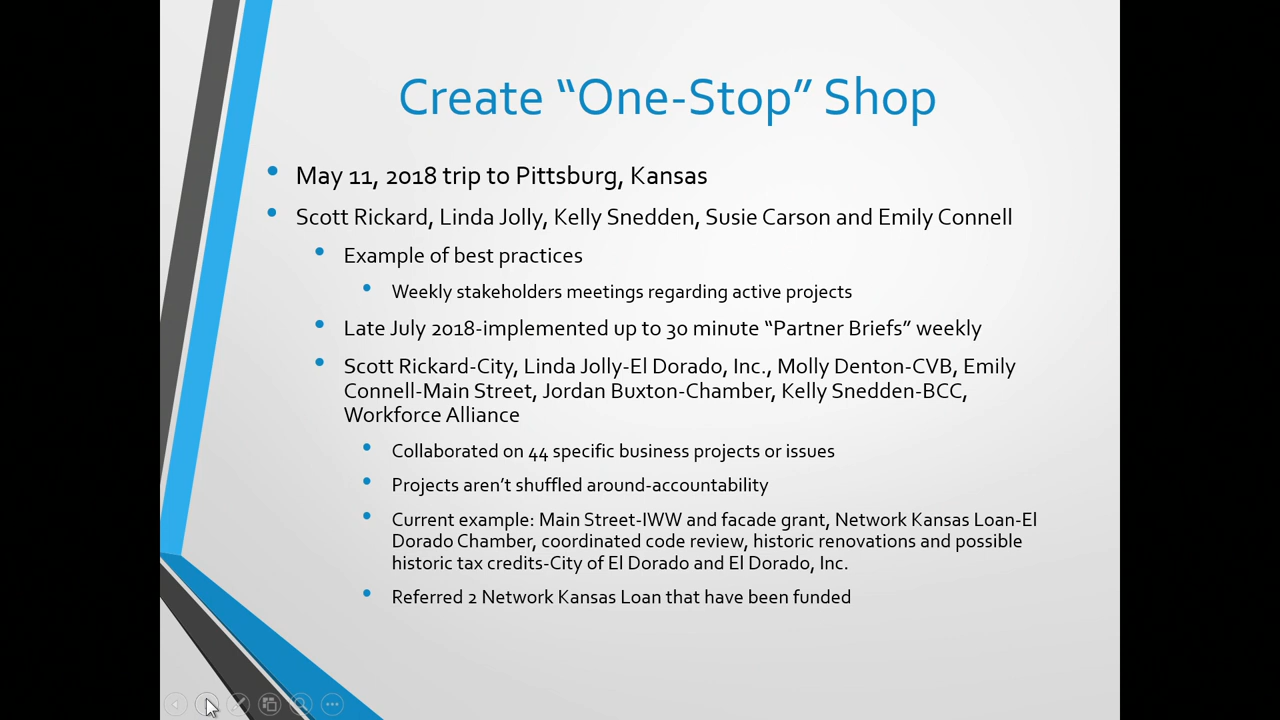 Create “One-Stop” Shop
• May 11, 2018 trip to Pittsburg, Kansas
• Scott Rickard, Linda Jolly, Kelly Snedden, Susie Carson and Emily Connell
• Example of best practices
• Weekly stakeholders meetings regarding active projects
• Late July 2018-implemented up to 30 minute “Partner Briefs” weekly
• Scott Rickard-City, Linda Jolly-El Dorado, Inc., Molly Denton-CVB, Emily
Connell-Main Street, Jordan Buxton-Chamber, Kelly Snedden-BCC,
Workforce Alliance
• Collaborated on 44 specific business projects or issues
• Projects aren’t shuffled around-accountability
• Current example: Main Street-IWW and facade grant, Network Kansas Loan-El
Dorado Chamber, coordinated code review, historic renovations and possible
historic tax credits-City of El Dorado and El Dorado, Inc.
• Referred 2 Network Kansas Loan that have been funded